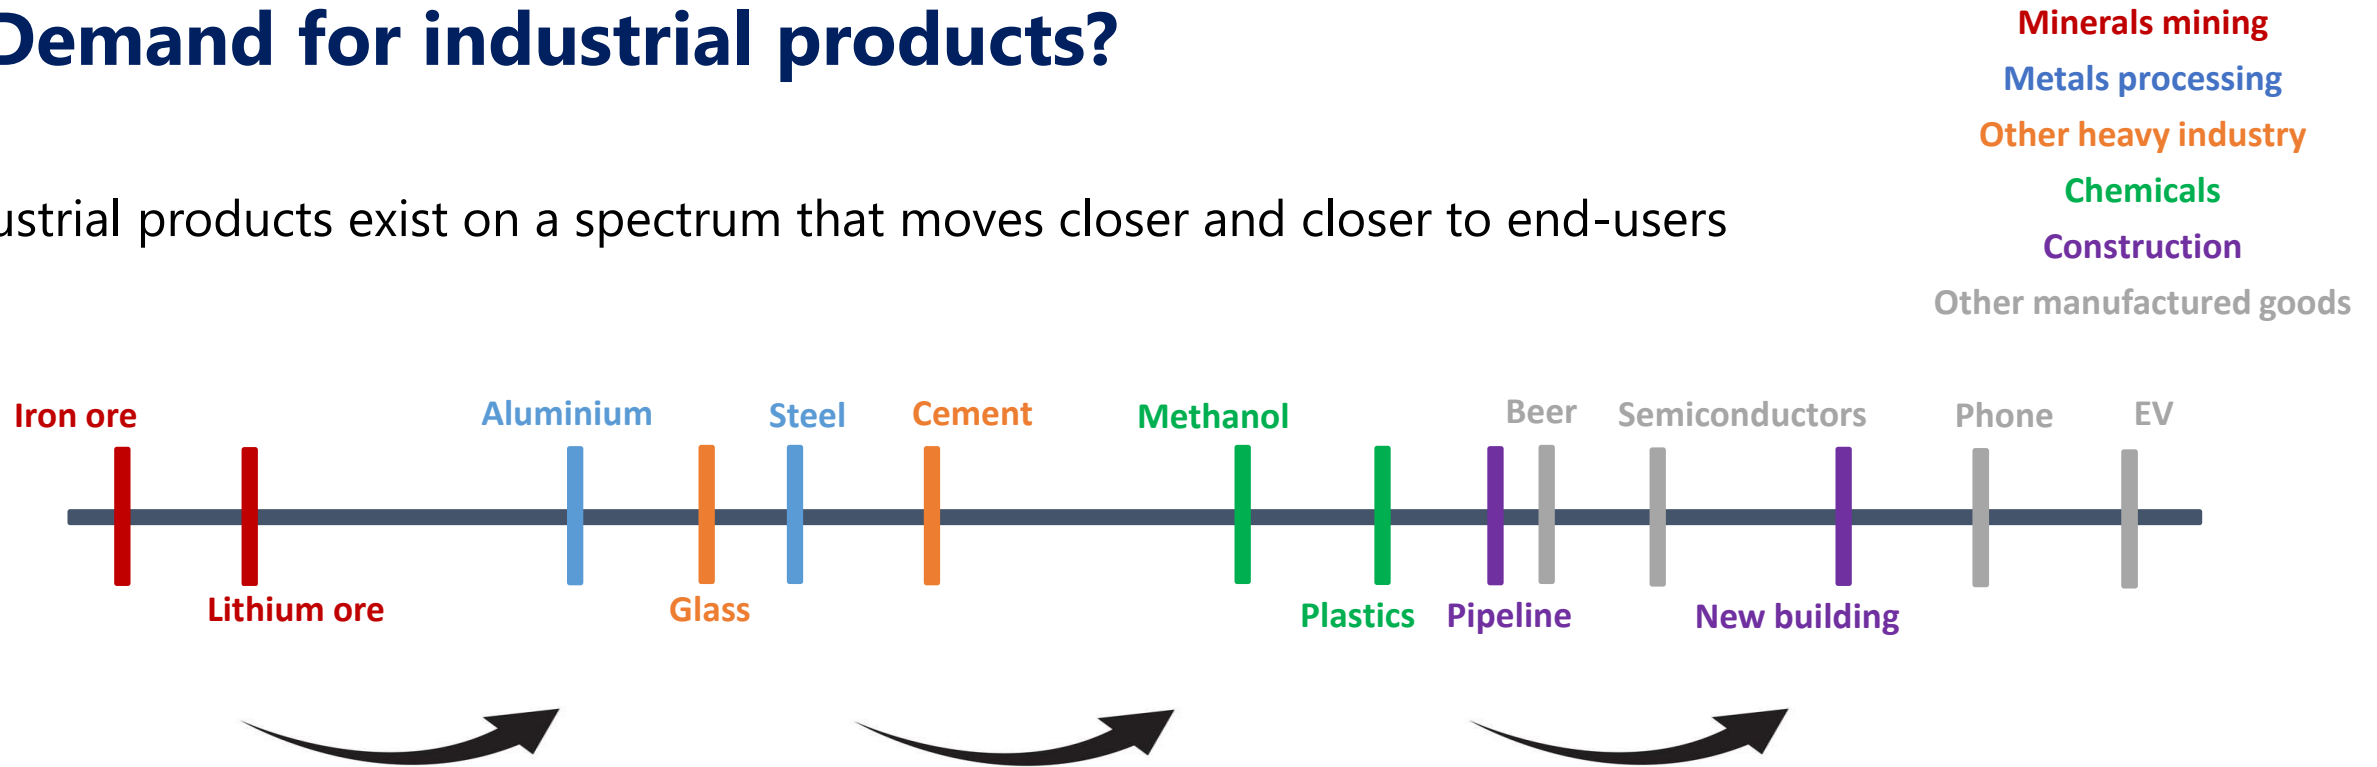 Demand for industrial products?
ustrial products exist on a spectrum that moves closer and closer to end-users
Minerals mining
Metals processing
Other heavy industry
Chemicals
Construction
Other manufactured goods
Iron ore
Aluminium
Steel
Cement
Methanol
Beer
Semiconductors
Phone
EV
Lithium ore
Glass
Plastics
Pipeline
New building